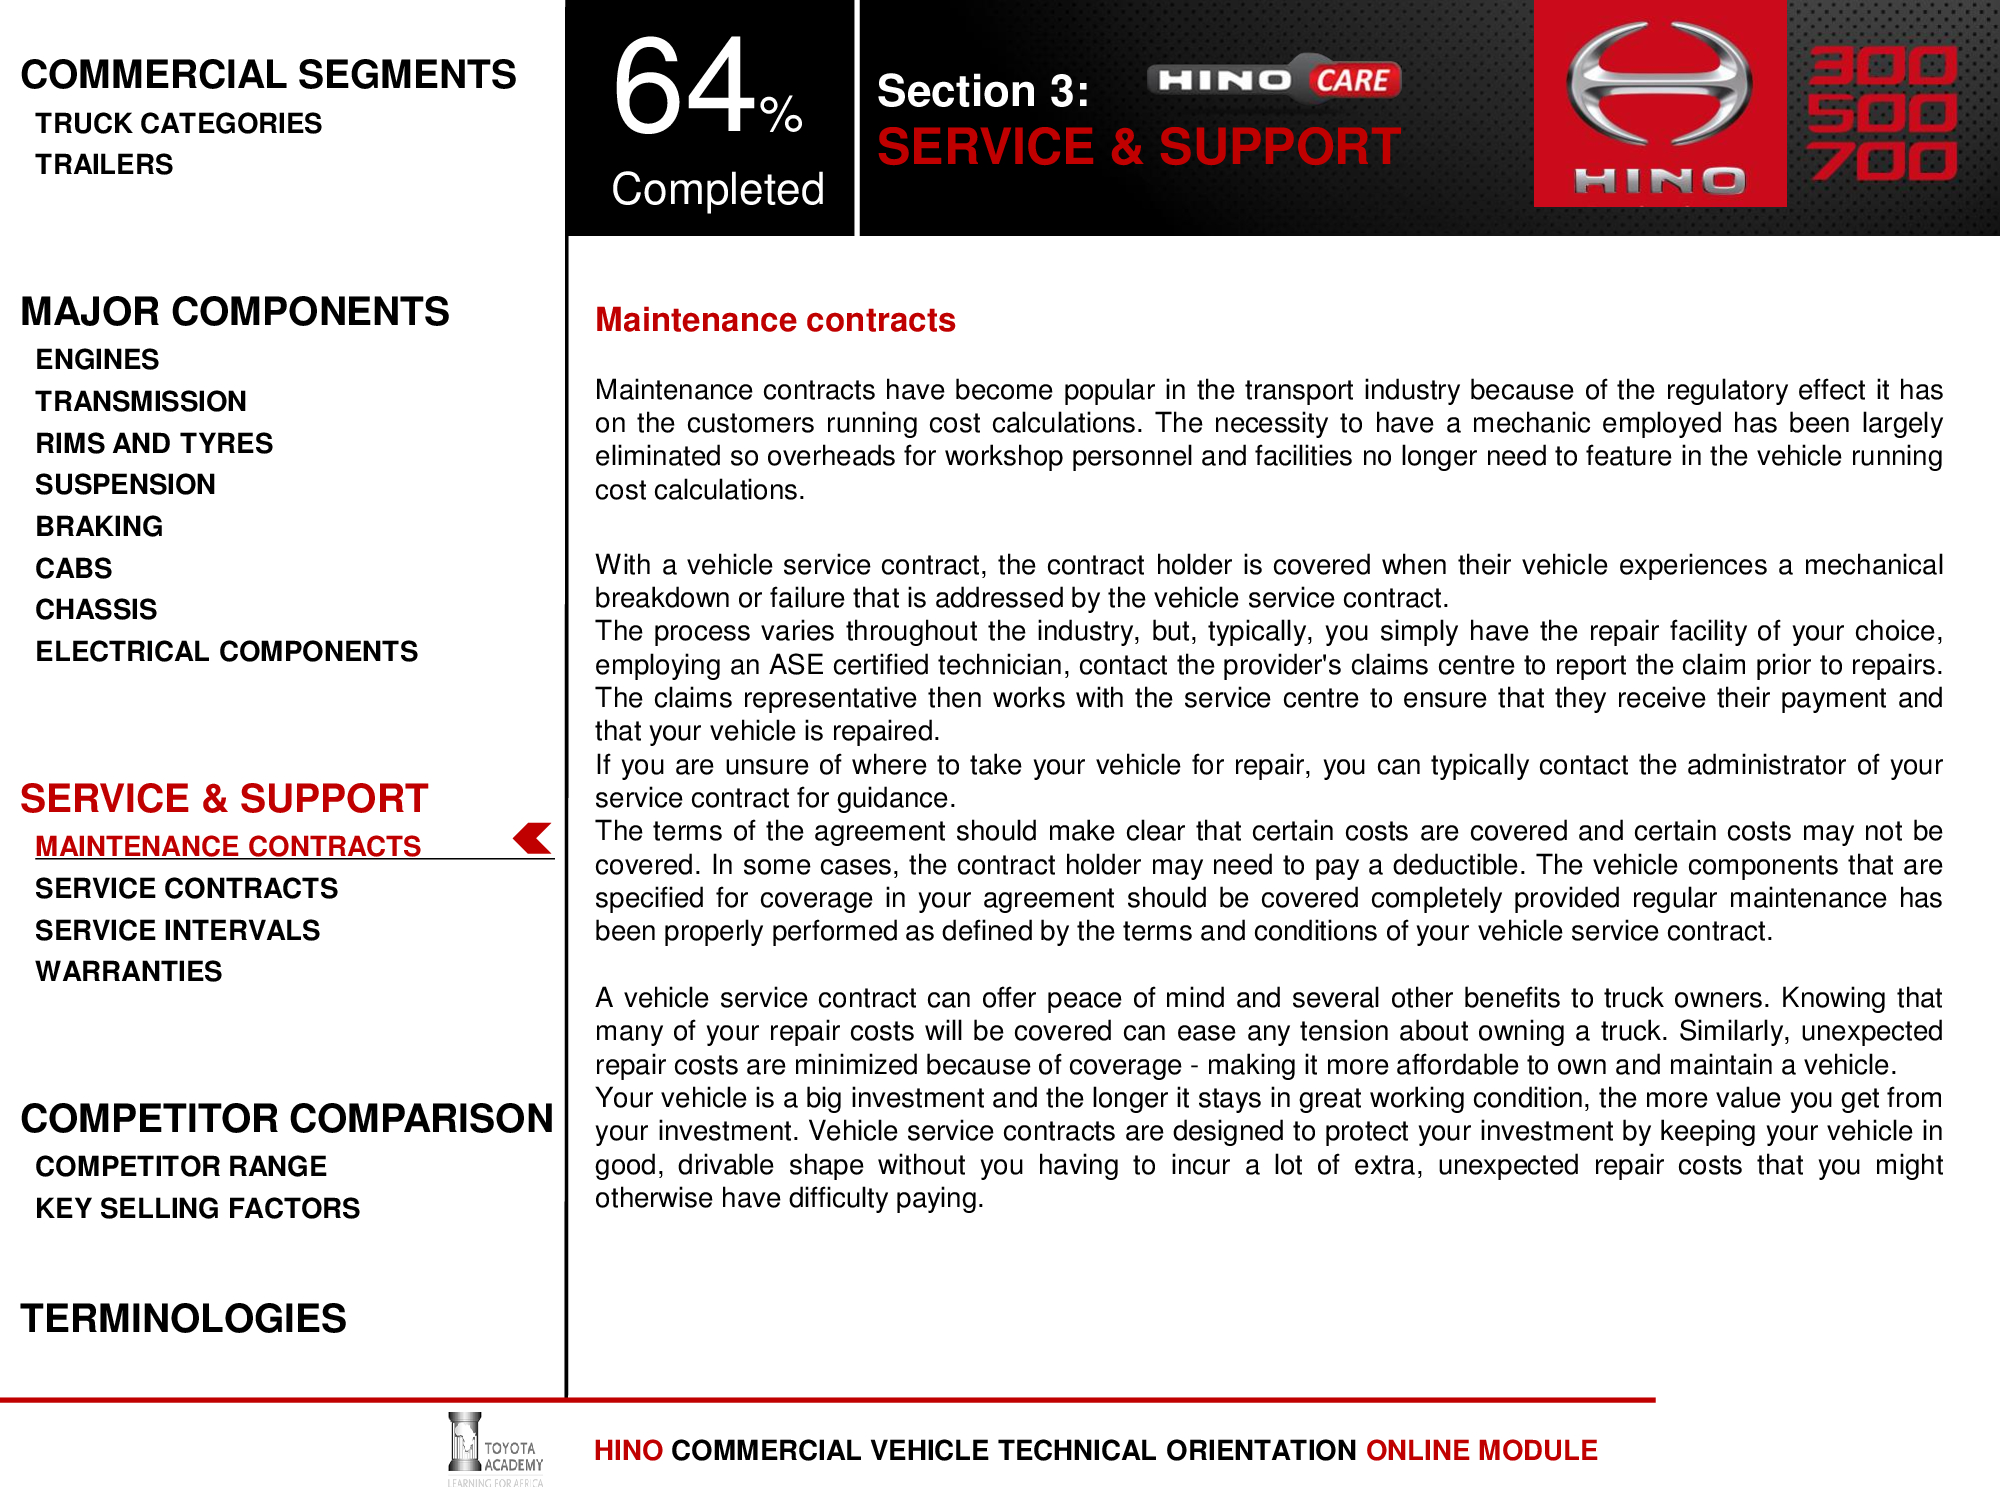 COMMERCIAL SEGMENTS
TRUCK CATEGORIES
TRAILERS
MAJOR COMPONENTS
ENGINES
TRANSMISSION
RIMS AND TYRES
SUSPENSION
BRAKING
CABS
CHASSIS
ELECTRICAL COMPONENTS
SERVICE & SUPPORT
MAINTENANCE CONTRACTS
SERVICE CONTRACTS
SERVICE INTERVALS
WARRANTIES
COMPETITOR COMPARISON
COMPETITOR RANGE
KEY SELLING FACTORS
TERMINOLOGIES
64%
Completed
Section 3:
HINO CARE
SERVICE & SUPPORT
HINO
300
500
700
Maintenance contracts
Maintenance contracts have become popular in the transport industry because of the regulatory effect it has
on the customers running cost calculations. The necessity to have a mechanic employed has been largely
eliminated so overheads for workshop personnel and facilities no longer need to feature in the vehicle running
cost calculations.
With a vehicle service contract, the contract holder is covered when their vehicle experiences a mechanical
breakdown or failure that is addressed by the vehicle service contract.
The process varies throughout the industry, but, typically, you simply have the repair facility of your choice,
employing an ASE certified technician, contact the provider's claims centre to report the claim prior to repairs.
The claims representative then works with the service centre to ensure that they receive their payment and
that your vehicle is repaired.
If you are unsure of where to take your vehicle for repair, you can typically contact the administrator of your
service contract for guidance.
The terms of the agreement should make clear that certain costs are covered and certain costs may not be
covered. In some cases, the contract holder may need to pay a deductible. The vehicle components that are
specified for coverage in your agreement should be covered completely provided regular maintenance has
been properly performed as defined by the terms and conditions of your vehicle service contract.
A vehicle service contract can offer peace of mind and several other benefits to truck owners. Knowing that
many of your repair costs will be covered can ease any tension about owning a truck. Similarly, unexpected
repair costs are minimized because of coverage - making it more affordable to own and maintain a vehicle.
Your vehicle is a big investment and the longer it stays in great working condition, the more value you get from
your investment. Vehicle service contracts are designed to protect your investment by keeping your vehicle in
good, drivable shape without you having to incur a lot of extra, unexpected repair costs that you might
otherwise have difficulty paying.
TOYOTA
ACADEMY
LEARNING FOR AFRICA
HINO COMMERCIAL VEHICLE TECHNICAL ORIENTATION ONLINE MODULE